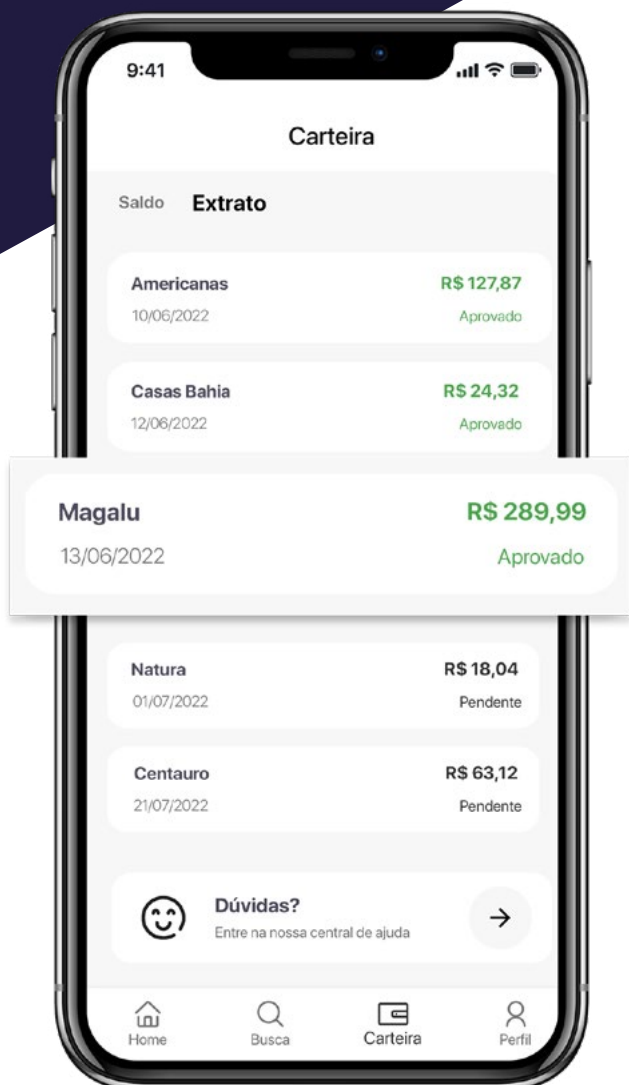 9:41
Carteira
Saldo Extrato
Americanas R$ 127,87
10/06/2022 Aprovado
Casas Bahia R$ 24,32
12/06/2022 Aprovado
Magalu R$ 289,99
13/06/2022 Aprovado
Natura R$ 18,04
01/07/2022 Pendente
Centauro R$ 63,12
21/07/2022 Pendente
Dúvidas?
Entre na nossa central de ajuda
Home Busca Carteira Perfil